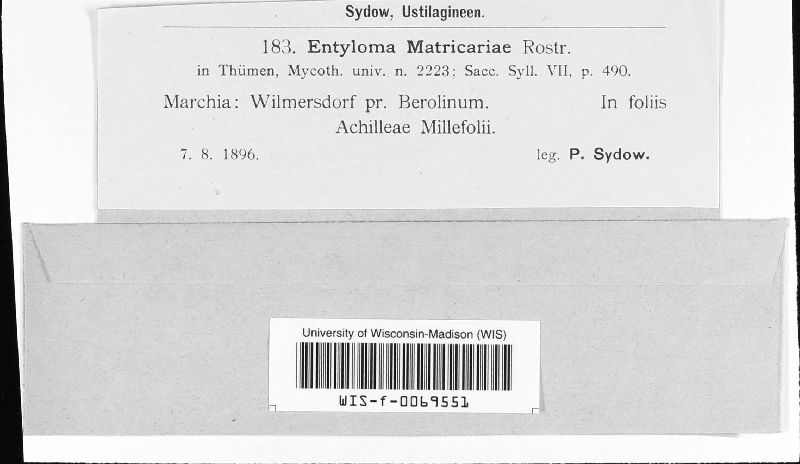 Sydow, Ustilagineen.
183. Entyloma Matricariae Rostr.
in Thümen, Mycoth. univ. n. 2223; Sacc. Syll. VII, p. 490.
Marchia: Wilmersdorf pr. Berolinum. In foliis
Achilleae Millefolii.
7. 8. 1896. leg. P. Sydow.
University of Wisconsin-Madison (WIS)
WIS-f-0069551